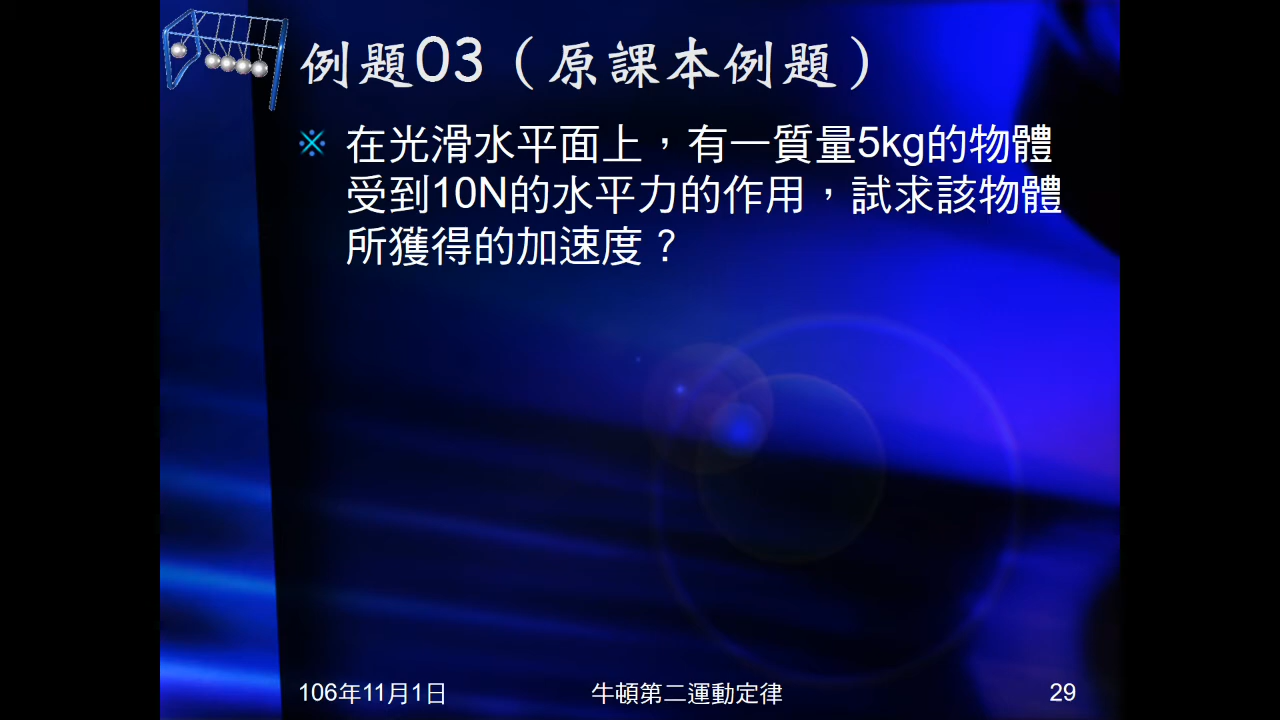 例題03（原課本例題）
※ 在光滑水平面上，有一質量5kg的物體
受到10N的水平力的作用，試求該物體
所獲得的加速度？
106年11月1日
牛頓第二運動定律
29